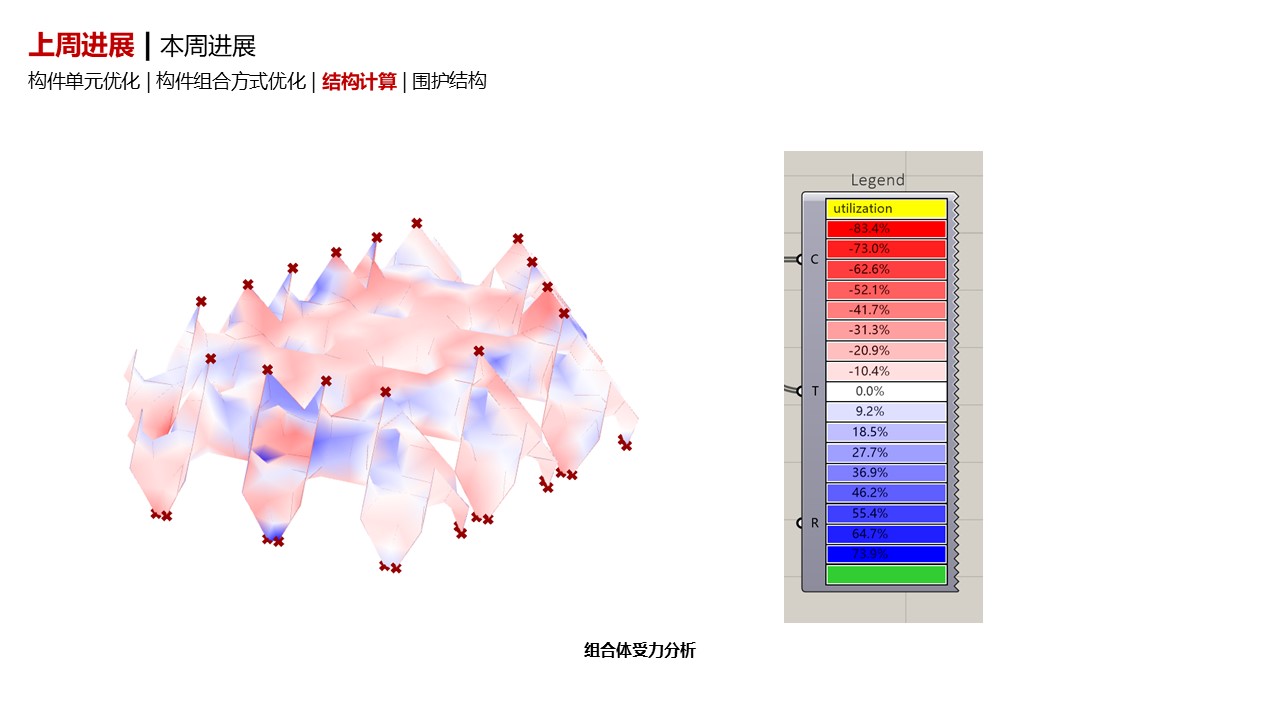 上周进展 | 本周进展
构件单元优化 | 构件组合方式优化 | 结构计算 | 围护结构
Legend
utilization
-83.4%
-73.0%
-62.6%
-52.1%
-41.7%
-31.3%
-20.9%
-10.4%
0.0%
9.2%
18.5%
27.7%
36.9%
46.2%
55.4%
64.7%
73.9%
C
T
R
组合体受力分析